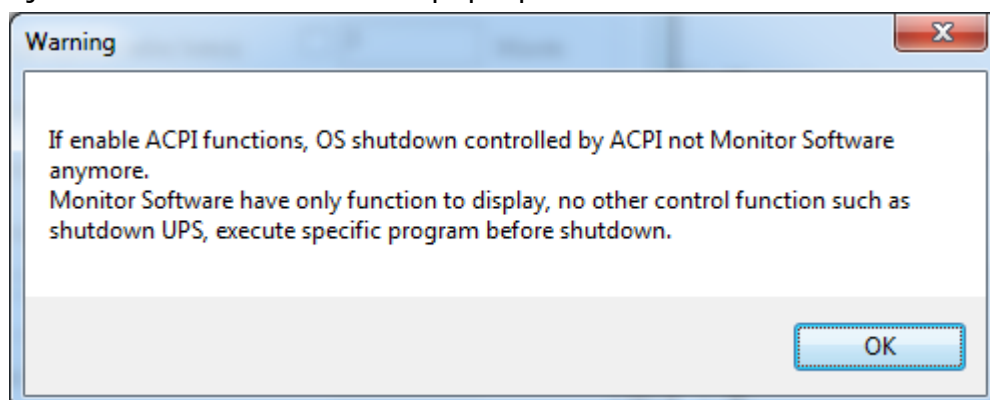 Warning
If enable ACPI functions, OS shutdown controlled by ACPI not Monitor Software
anymore.
Monitor Software have only function to display, no other control function such as
shutdown UPS, execute specific program before shutdown.
OK